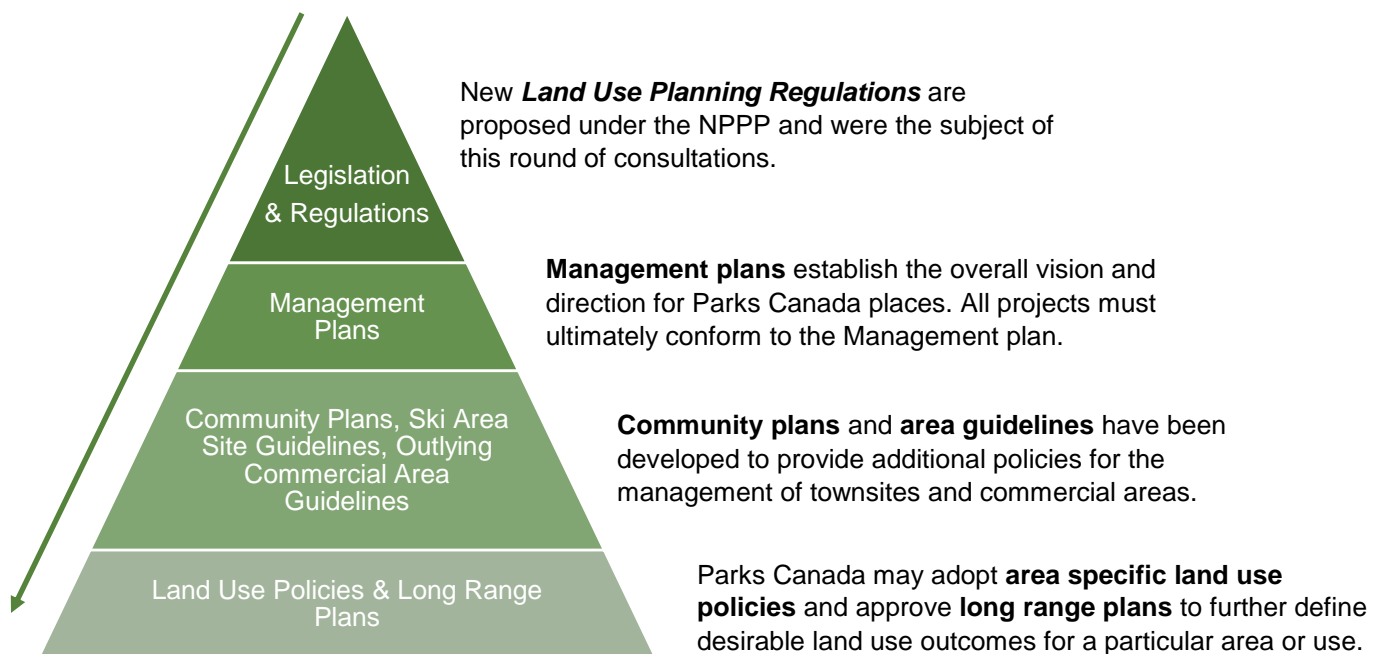 Legislation
& Regulations
New Land Use Planning Regulations are
proposed under the NPPP and were the subject of
this round of consultations.
Management
Plans
Management plans establish the overall vision and
direction for Parks Canada places. All projects must
ultimately conform to the Management plan.
Community Plans, Ski Area
Site Guidelines, Outlying
Commercial Area
Guidelines
Community plans and area guidelines have been
developed to provide additional policies for the
management of townsites and commercial areas.
Land Use Policies & Long Range
Plans
Parks Canada may adopt area specific land use
policies and approve long range plans to further define
desirable land use outcomes for a particular area or use.